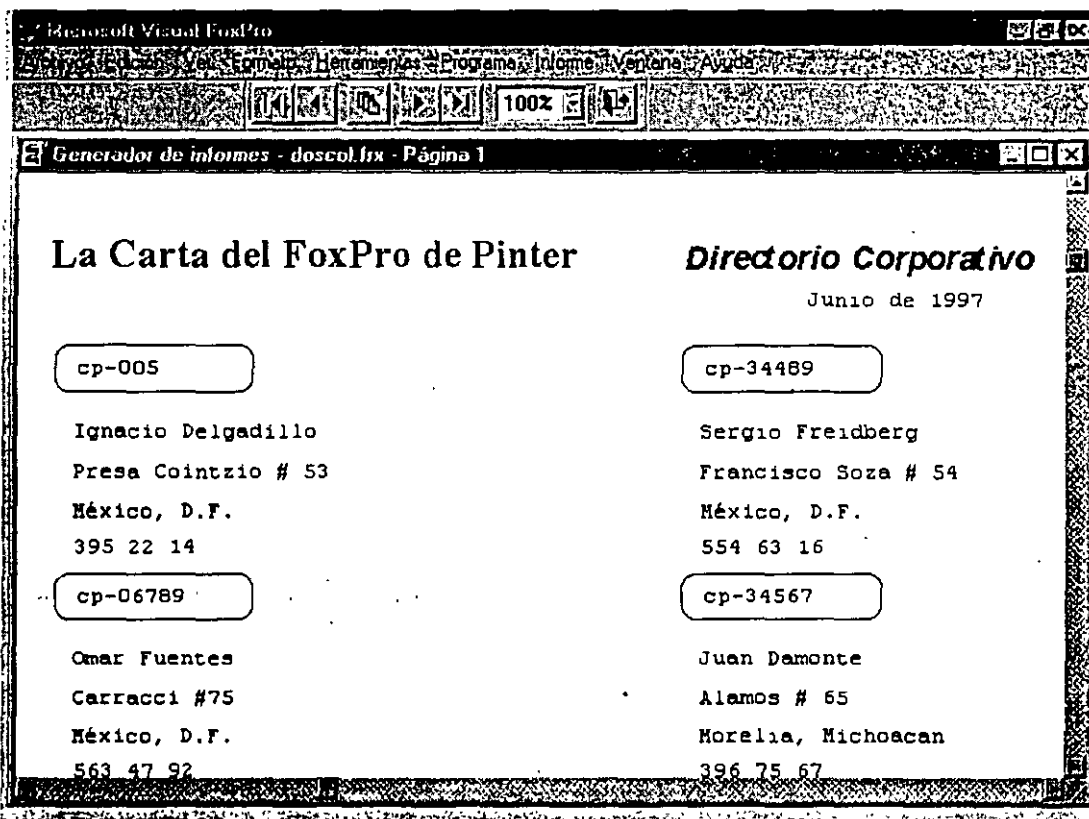 Microsoft Visual FoxPro
Archivo Edición Ver Formato Herramientas Programa Informe Ventana Ayuda
100%
Generador de informes - doscol.frx - Página 1
La Carta del FoxPro de Pinter
Directorio Corporativo
Junio de 1997
cp-005
Ignacio Delgadillo
Presa Cointzio # 53
México, D.F.
395 22 14
cp-34489
Sergio Freidberg
Francisco Soza # 54
México, D.F.
554 63 16
cp-06789
Omar Fuentes
Carracci #75
México, D.F.
563 47 92
cp-34567
Juan Damonte
Alamos # 65
Morelia, Michoacan
396 75 67